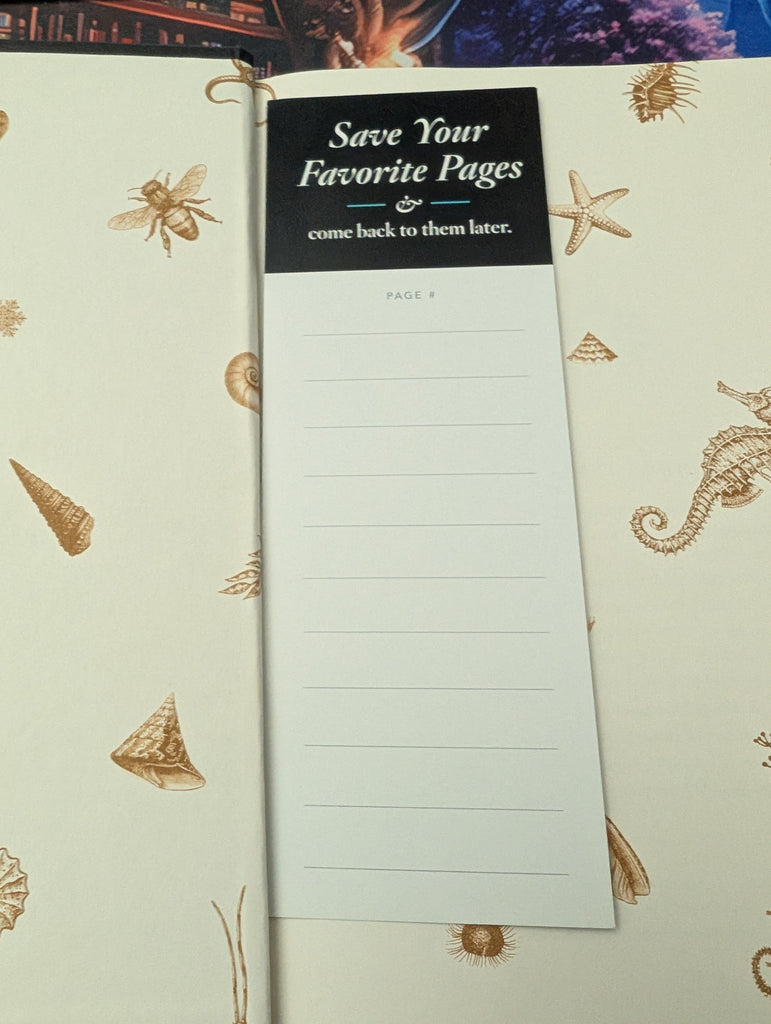 Save Your
Favorite Pages
&
come back to them later.
PAGE #